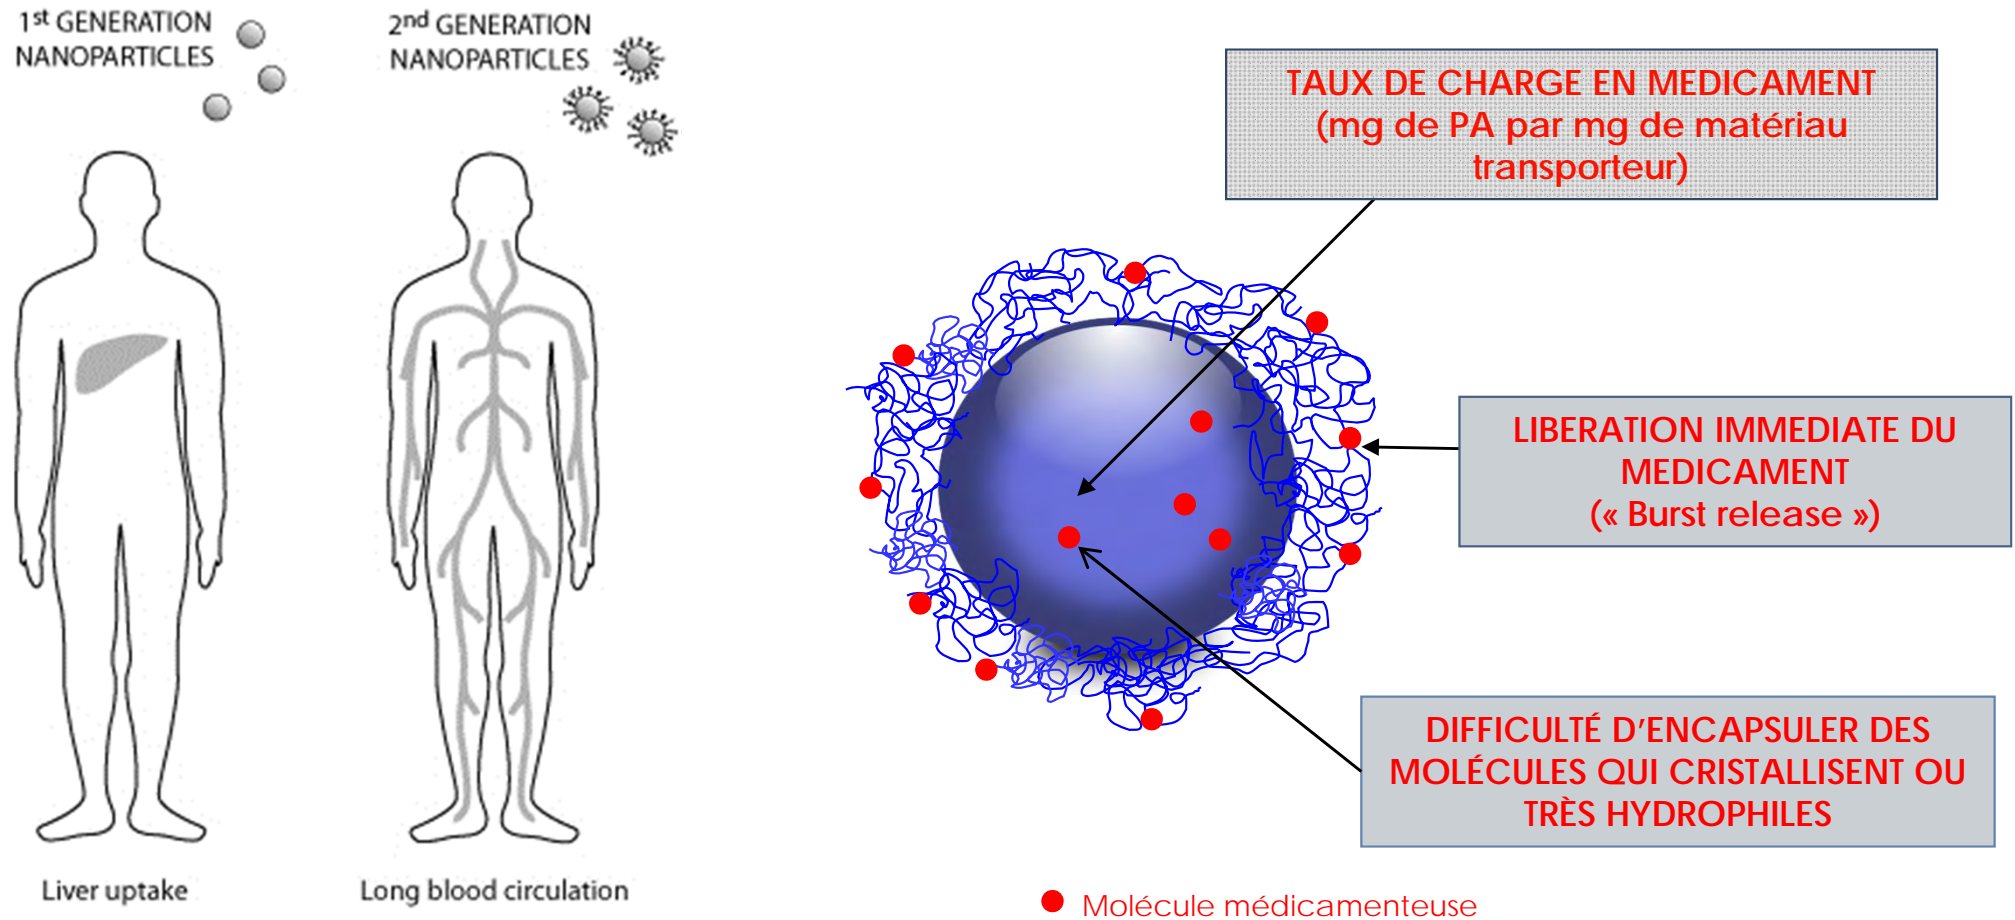 1st GENERATION
NANOPARTICLES
2nd GENERATION
NANOPARTICLES
Liver uptake
Long blood circulation
TAUX DE CHARGE EN MEDICAMENT
(mg de PA par mg de matériau
transporteur)
LIBERATION IMMEDIATE DU
MEDICAMENT
(« Burst release »)
DIFFICULTÉ D’ENCAPSULER DES
MOLÉCULES QUI CRISTALLISENT OU
TRÈS HYDROPHILES
Molécule médicamenteuse